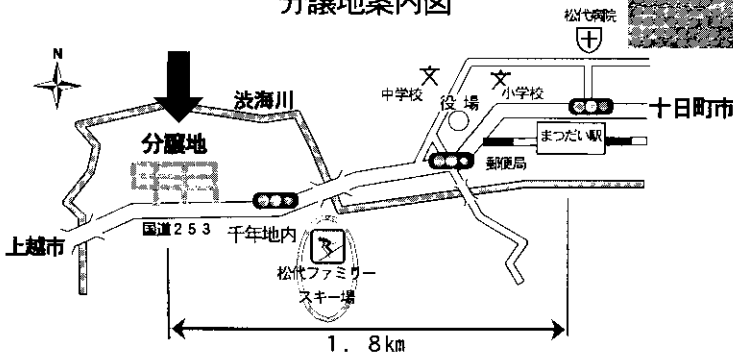 分譲地案内図
松代病院
N
中学校
役場
小学校
渋海川
十日町市
分譲地
まつだい駅
郵便局
国道253
千年地内
上越市
松代ファミリー
スキー場
1.8km